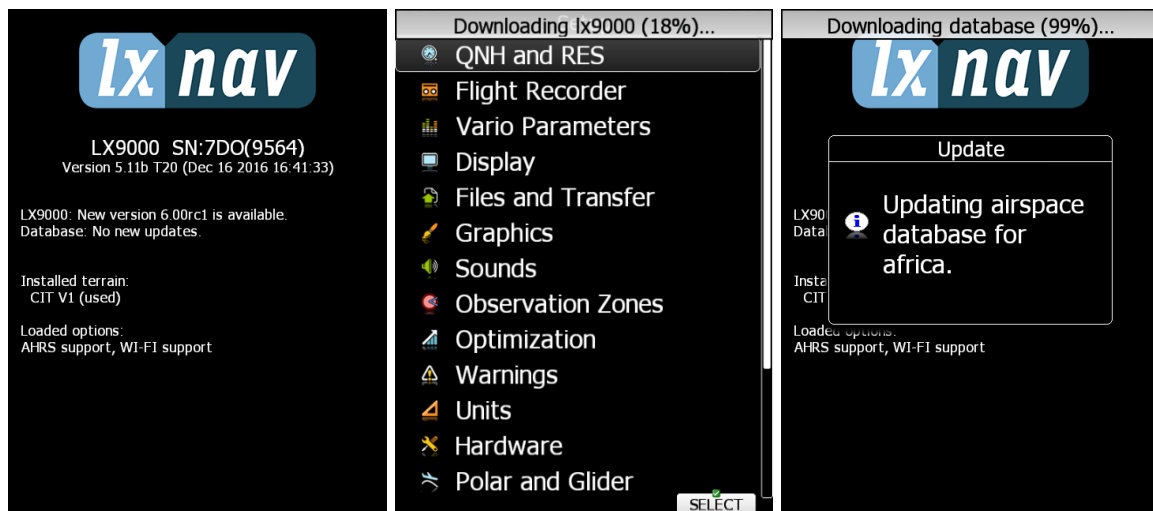 lx nav
LX9000 SN:7DO(9564)
Version 5.11b T20 (Dec 16 2016 16:41:33)
LX9000: New version 6.00rc1 is available.
Database: No new updates.
Installed terrain:
CIT V1 (used)
Loaded options:
AHRS support, WI-FI support
Downloading lx9000 (18%)...
QNH and RES
Flight Recorder
Vario Parameters
Display
Files and Transfer
Graphics
Sounds
Observation Zones
Optimization
Warnings
Units
Hardware
Polar and Glider
SELECT
Downloading database (99%)...
lx nav
Update
Updating airspace
database for
africa.
LX90
Datab
Insta
CIT
Loaded options:
AHRS support, WI-FI support